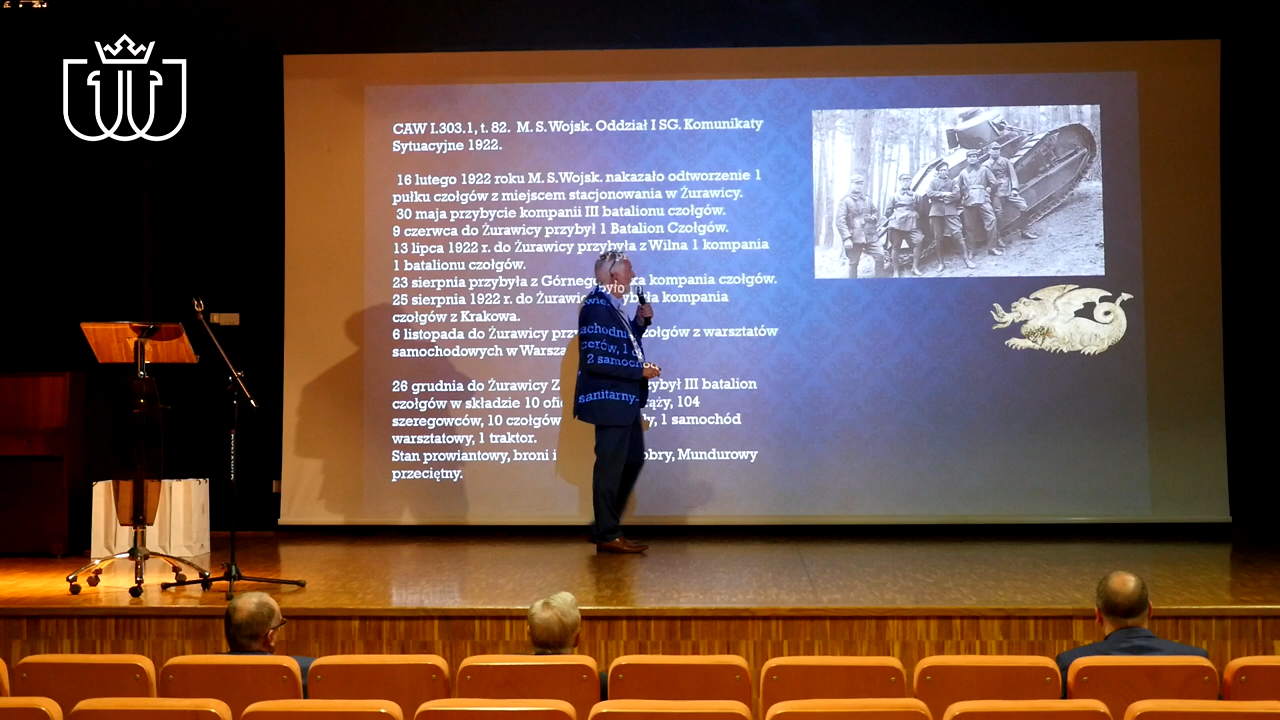 CAW I.303.1, t. 82. M. S. Wojsk. Oddział I SG. Komunikaty
Sytuacyjne 1922.
16 lutego 1922 roku M. S. Wojsk. nakazało odtworzenie 1
pułku czołgów z miejscem stacjonowania w Żurawicy.
30 maja przybycie kompanii III batalionu czołgów.
9 czerwca do Żurawicy przybył 1 Batalion Czołgów.
13 lipca 1922 r. do Żurawicy przybyła z Wilna 1 kompania
1 batalionu czołgów.
23 sierpnia przybyła z Górnego kompania czołgów.
25 sierpnia 1922 r. do kompania
czołgów z Krakowa.
6 listopada do Żurawicy czołgów z warsztatów
samochodowych w
26 grudnia do Żurawicy III batalion
czołgów w składzie 10 104
szeregowców, 10 czołgów 1 samochód
warsztatowy, 1 traktor.
Stan prowiantowy, broni i Mundurowy
przeciętny.
było
2
sanitarny